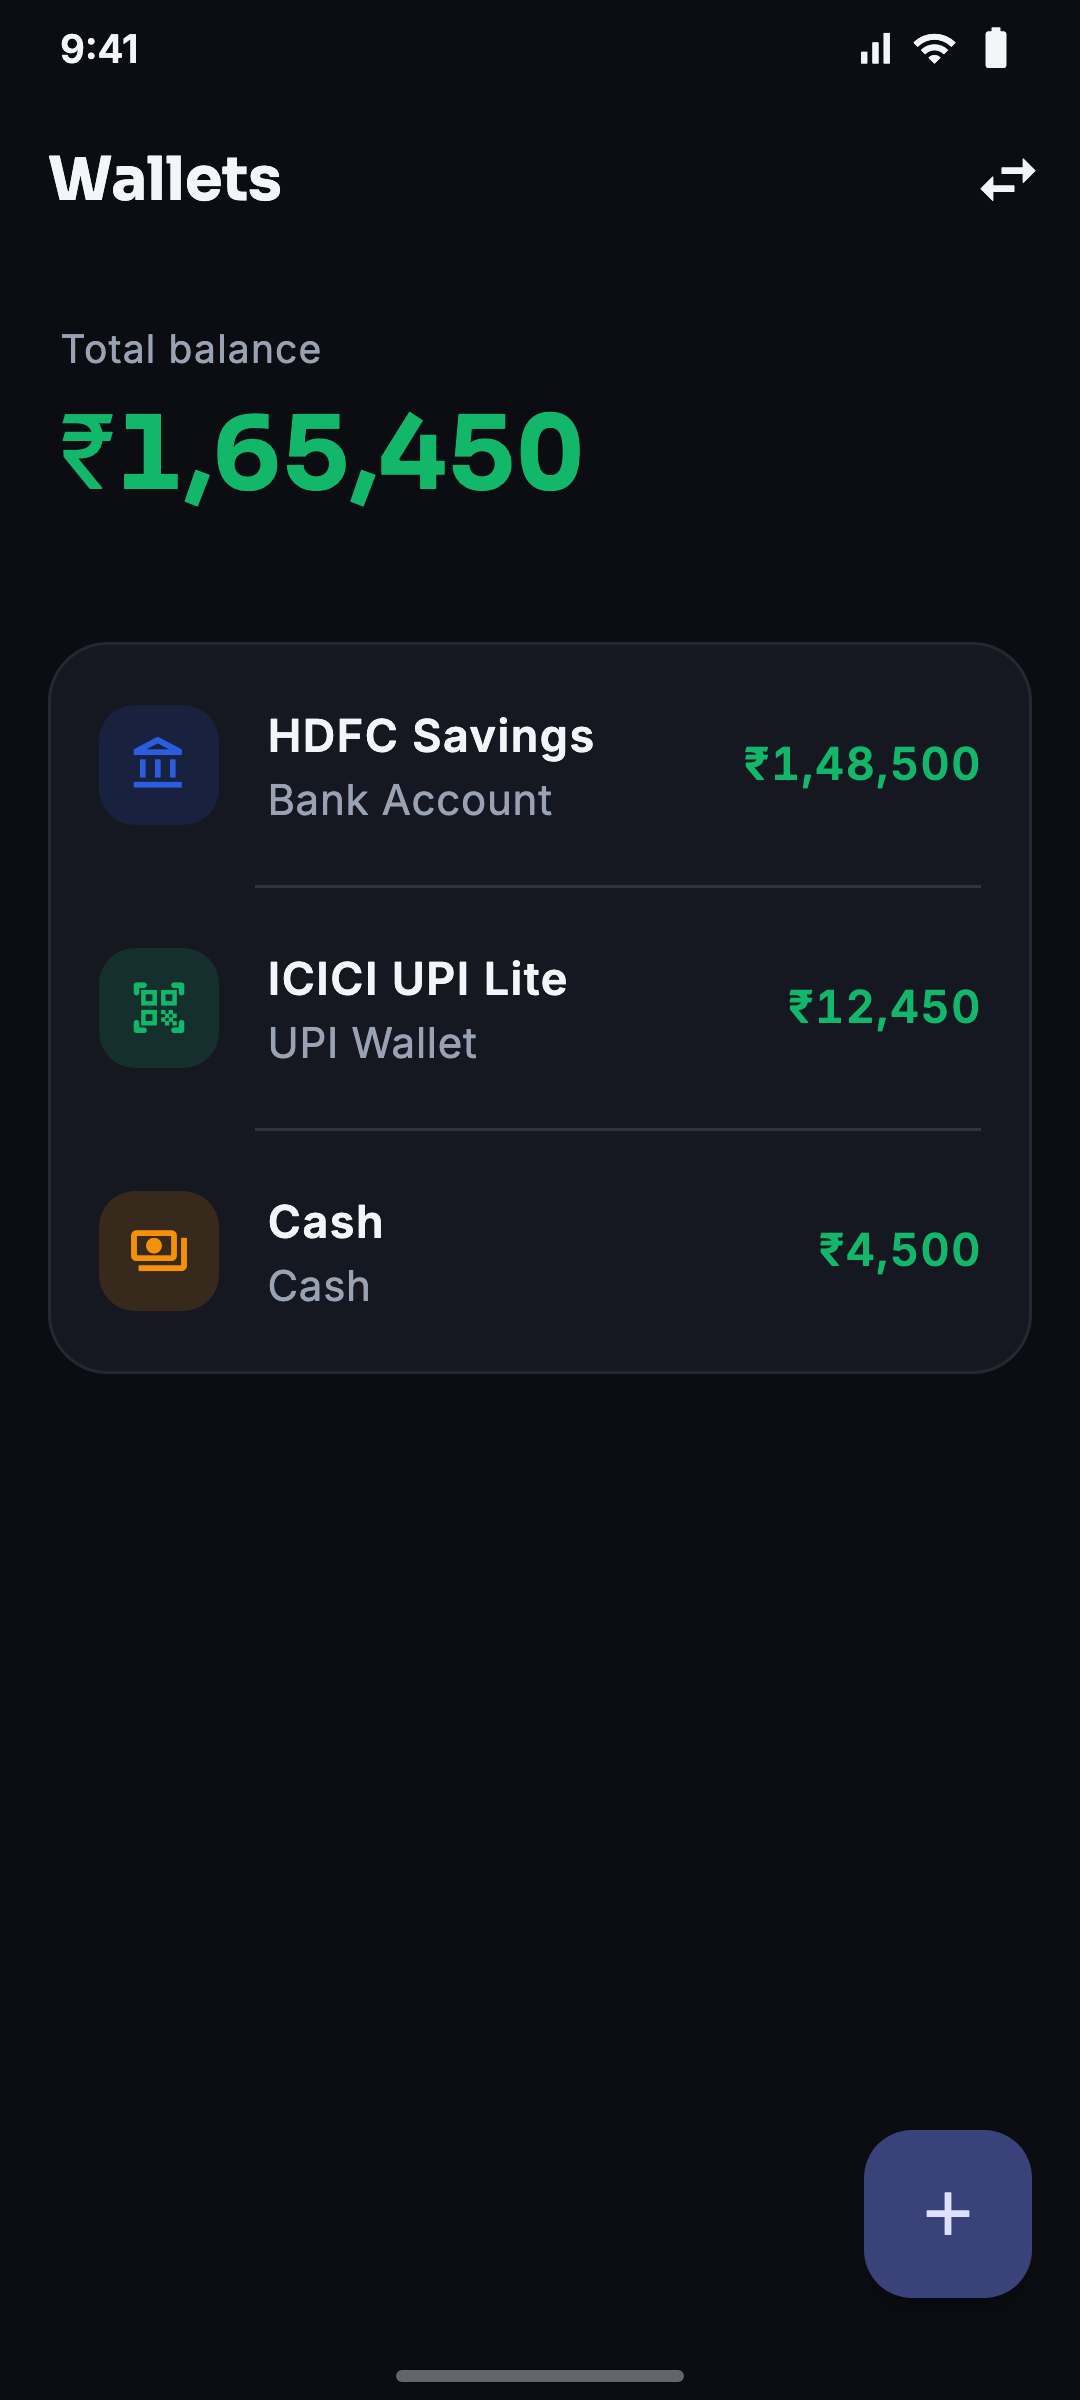 9:41
Wallets
Total balance
₹1,65,450
HDFC Savings
Bank Account
₹1,48,500
ICICI UPI Lite
UPI Wallet
₹12,450
Cash
Cash
₹4,500